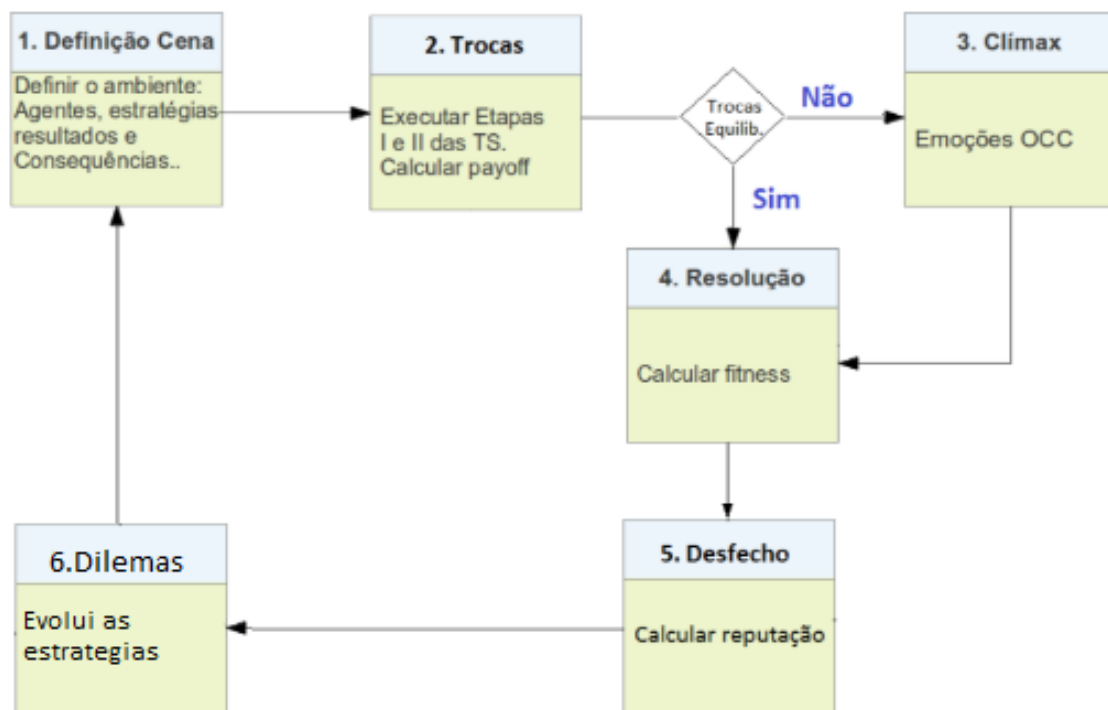 1. Definição Cena
Definir o ambiente:
Agentes, estratégias
resultados e
Consequências..
2. Trocas
Executar Etapas
I e II das TS.
Calcular payoff
Trocas
Equilib.
Não
Sim
3. Clímax
Emoções OCC
4. Resolução
Calcular fitness
5. Desfecho
Calcular reputação
6.Dilemas
Evolui as
estrategias